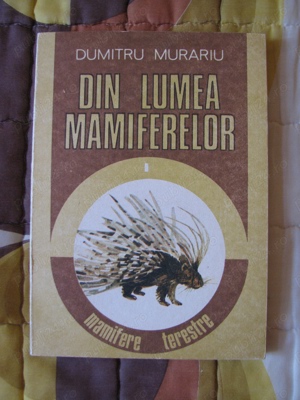 DUMITRU MURARIU
DIN LUMEA
MAMIFERELOR
I
mamifere terestre